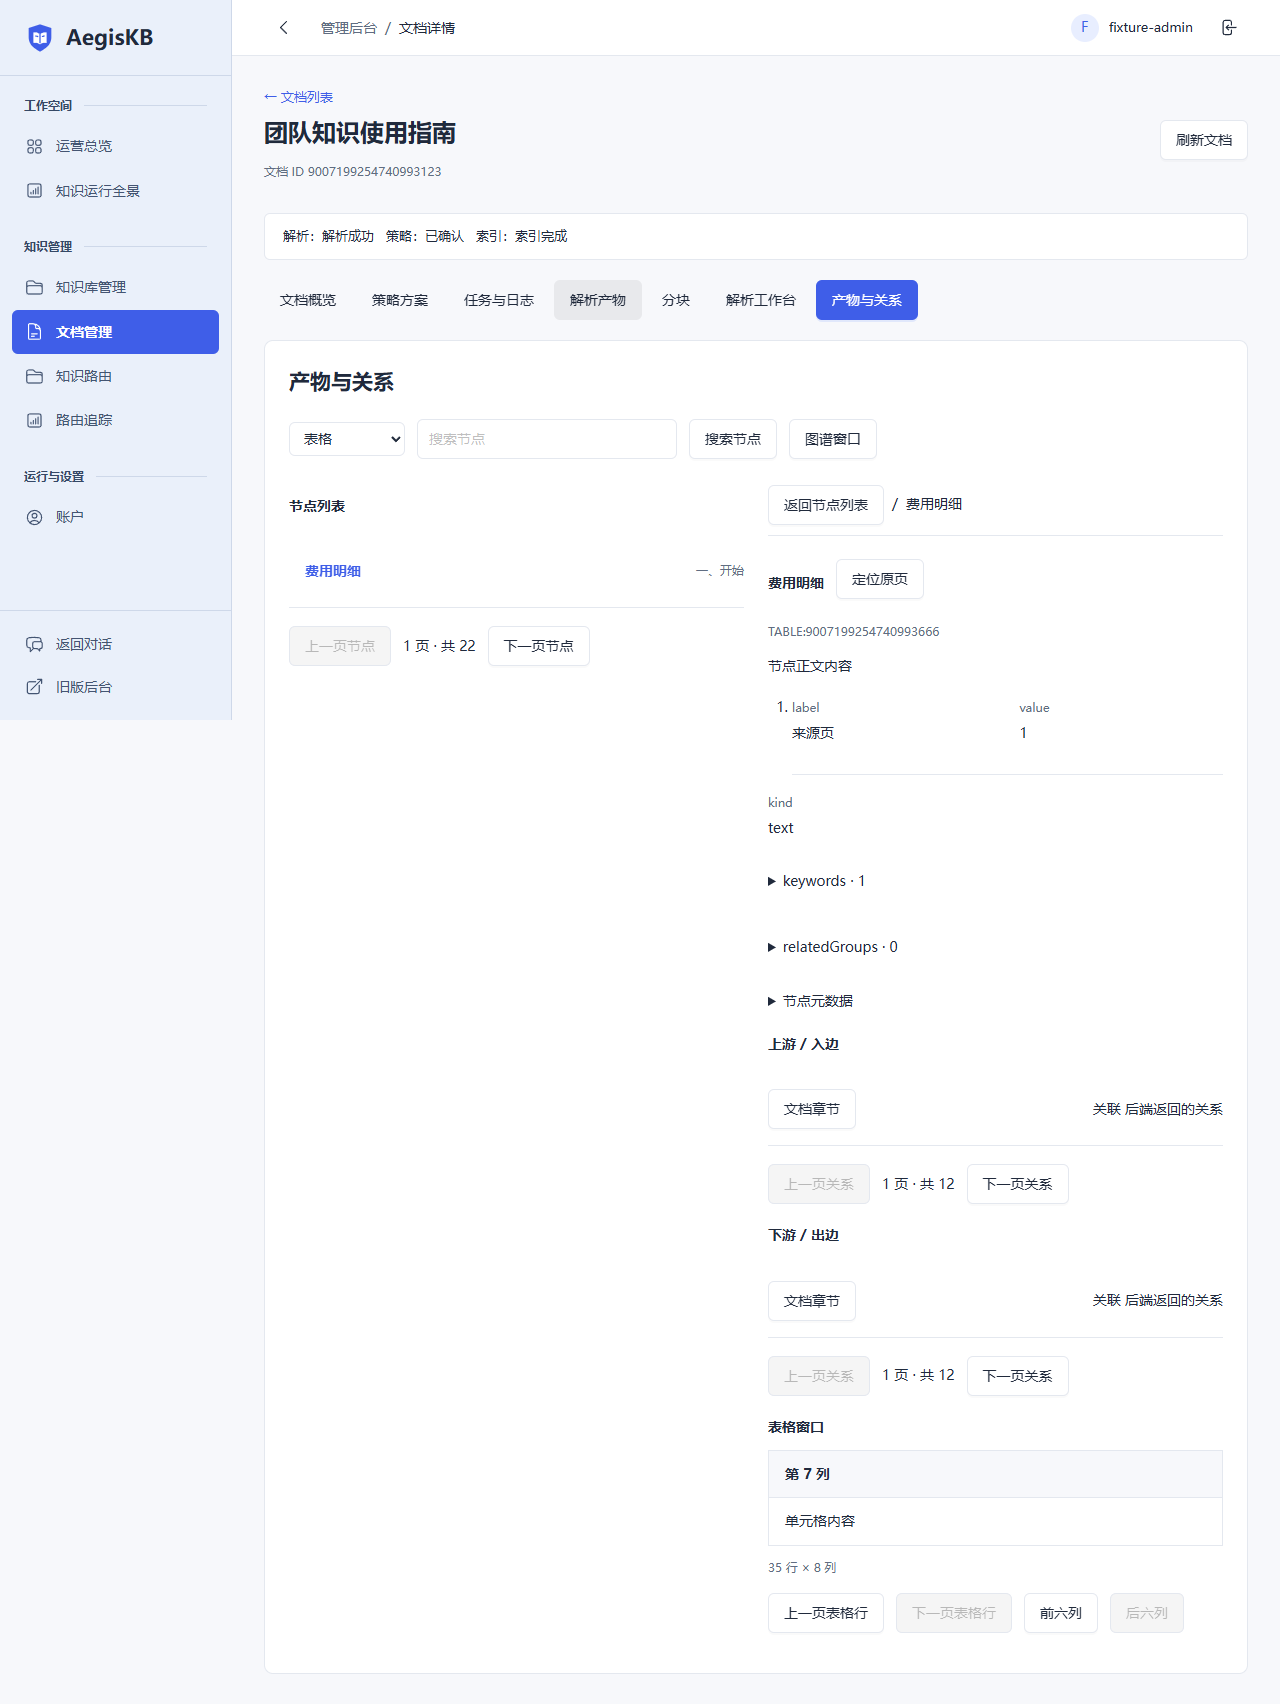 AegisKB
工作空间
运营总览
知识运行全景
知识管理
知识库管理
文档管理
知识路由
路由追踪
运行与设置
账户
返回对话
旧版后台
管理后台 / 文档详情
F fixture-admin
← 文档列表
团队知识使用指南
文档 ID 9007199254740993123
刷新文档
解析：解析成功 策略：已确认 索引：索引完成
文档概览 策略方案 任务与日志 解析产物 分块 解析工作台 产物与关系
产物与关系
表格 搜索节点 搜索节点 图谱窗口
节点列表
费用明细 一、开始
上一页节点 1 页 · 共 22 下一页节点
返回节点列表 / 费用明细
费用明细 定位原页
TABLE:9007199254740993666
节点正文内容
1. label value
来源页 1
kind
text
▶ keywords · 1
▶ relatedGroups · 0
▶ 节点元数据
上游 / 入边
文档章节 关联 后端返回的关系
上一页关系 1 页 · 共 12 下一页关系
下游 / 出边
文档章节 关联 后端返回的关系
上一页关系 1 页 · 共 12 下一页关系
表格窗口
第 7 列
单元格内容
35 行 × 8 列
上一页表格行 下一页表格行 前六列 后六列